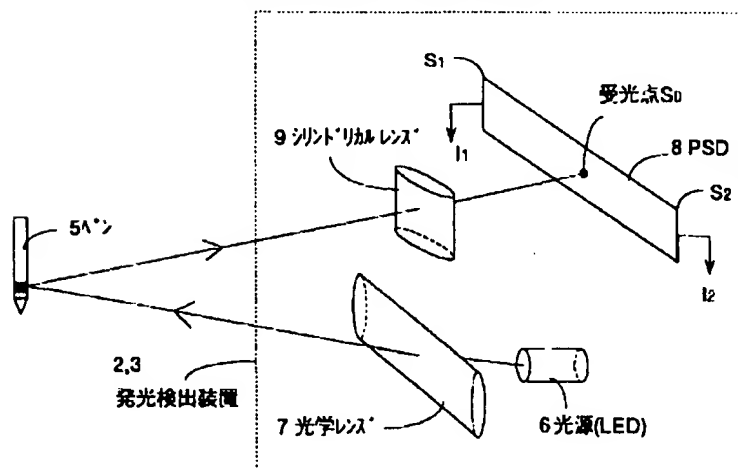 S1
受光点S0
9 シリンドリカル レンズ
I1
8 PSD
S2
5ペン
I2
2,3
発光検出装置
7 光学レンズ
6 光源(LED)